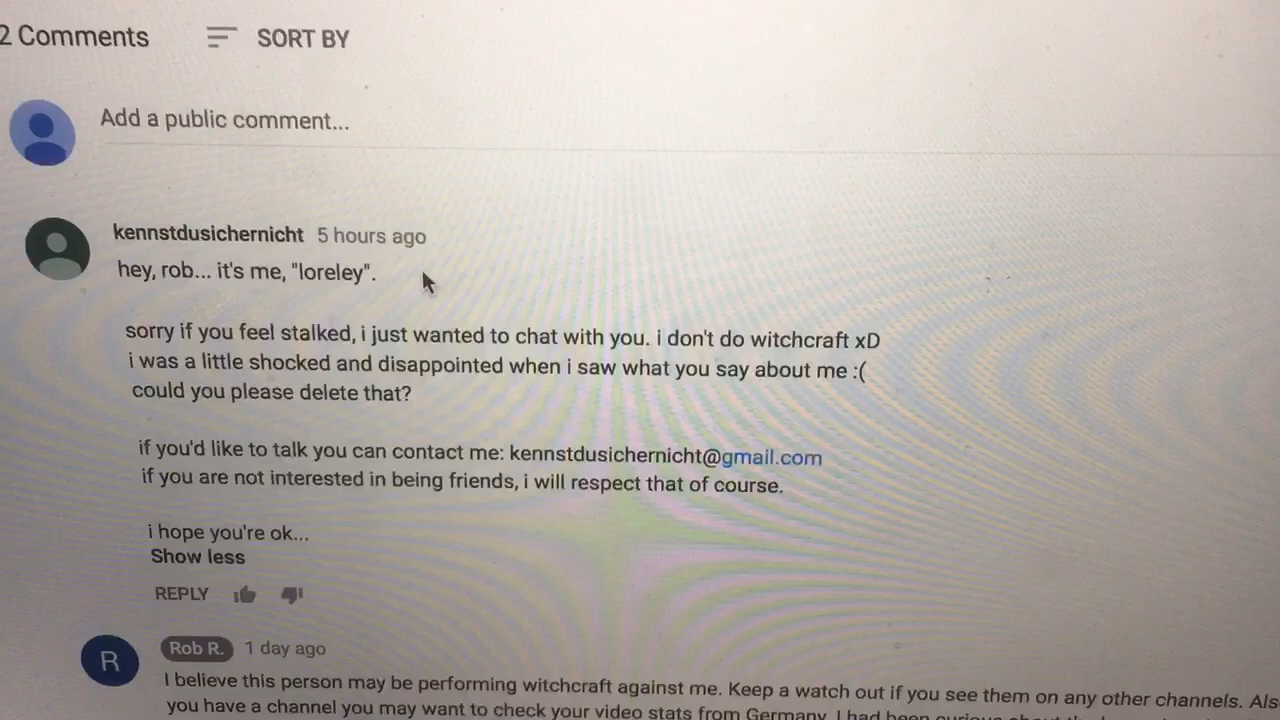 2 Comments SORT BY
Add a public comment...
kennstdusichernicht 5 hours ago
hey, rob... it's me, "loreley".
sorry if you feel stalked, i just wanted to chat with you. i don't do witchcraft xD
i was a little shocked and disappointed when i saw what you say about me :(
could you please delete that?
if you'd like to talk you can contact me: kennstdusichernicht@gmail.com
if you are not interested in being friends, i will respect that of course.
i hope you're ok...
Show less
REPLY
R Rob R. 1 day ago
I believe this person may be performing witchcraft against me. Keep a watch out if you see them on any other channels. Als
you have a channel you may want to check your video stats from Germany. I had been curious about